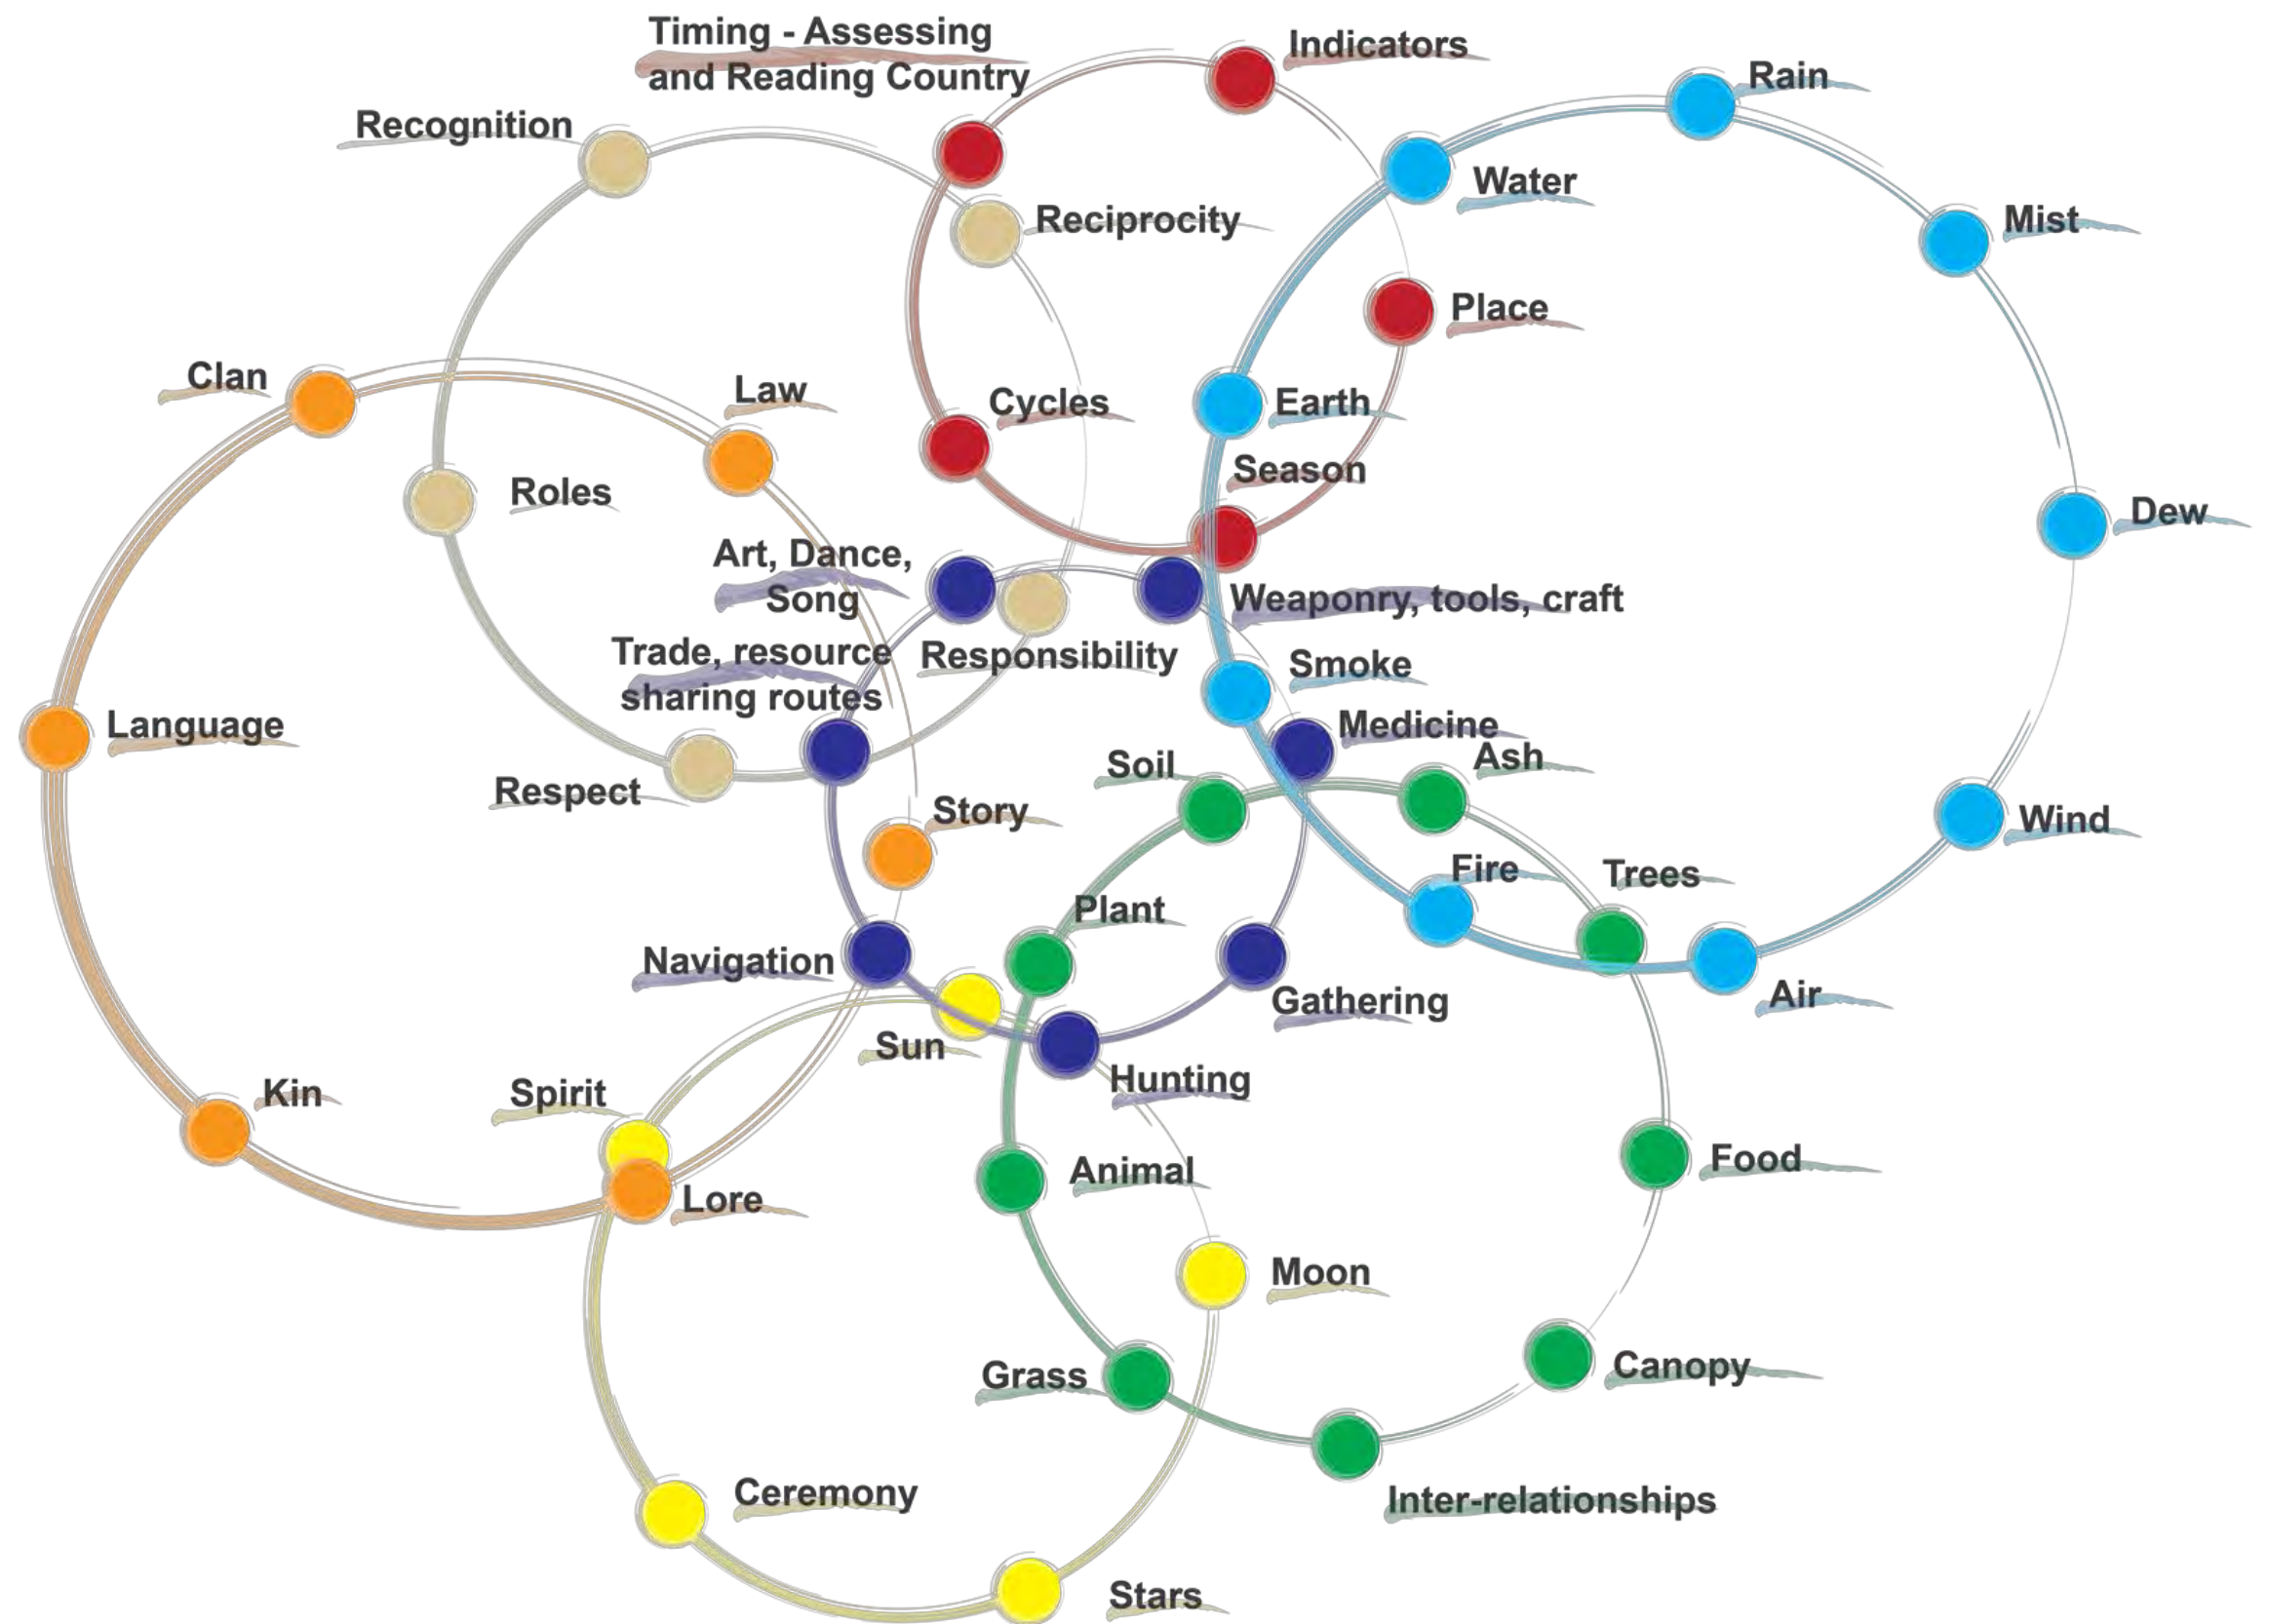 Timing - Assessing
and Reading Country
Indicators
Rain
Recognition
Water
Reciprocity
Mist
Place
Clan
Law
Cycles
Earth
Season
Roles
Dew
Art, Dance,
Song
Weaponry, tools, craft
Trade, resource
sharing routes
Responsibility
Smoke
Language
Medicine
Soil
Ash
Respect
Story
Wind
Fire
Trees
Plant
Navigation
Gathering
Air
Sun
Hunting
Kin
Spirit
Animal
Food
Lore
Moon
Grass
Canopy
Ceremony
Inter-relationships
Stars